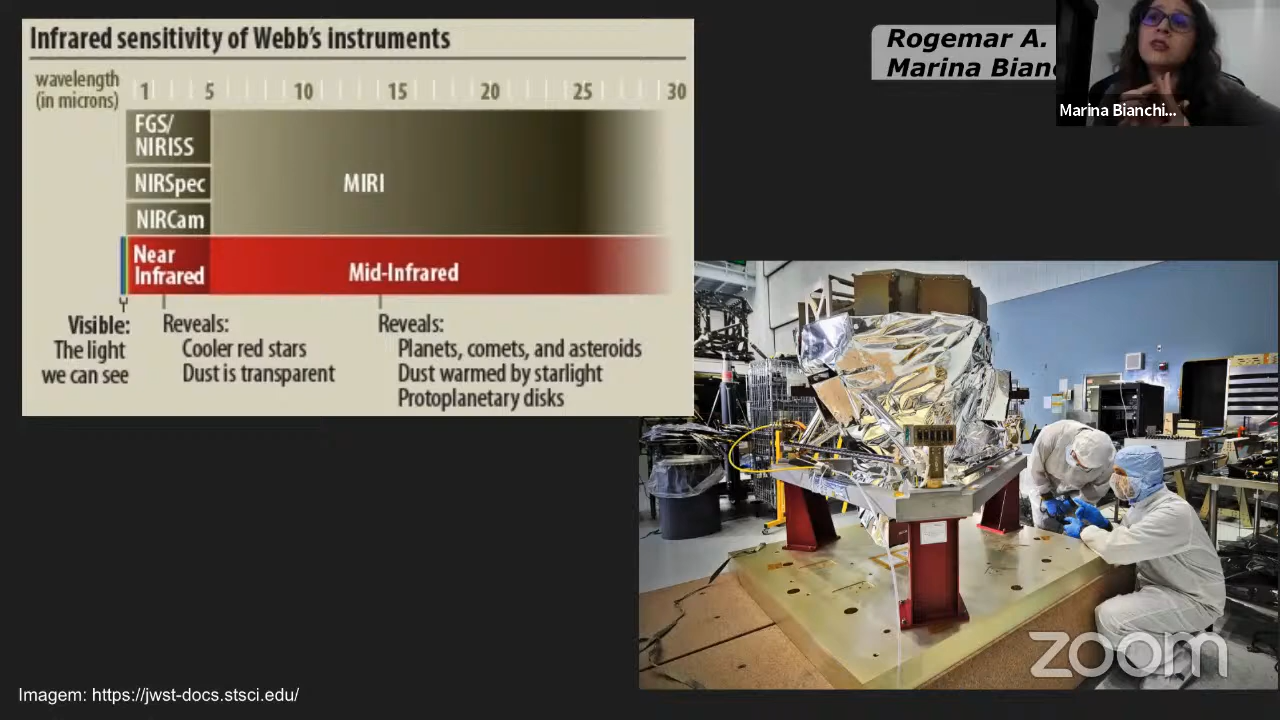 Infrared sensitivity of Webb's instruments
wavelength
(in microns)
1 5 10 15 20 25 30
FGS/
NIRISS
NIRSpec
NIRCam
MIRI
Near
Infrared
Mid-Infrared
Visible:
The light
we can see
Reveals:
Cooler red stars
Dust is transparent
Reveals:
Planets, comets, and asteroids
Dust warmed by starlight
Protoplanetary disks
Rogemar A.
Marina Bian
Marina Bianchi...
zoom
Imagem: https://jwst-docs.stsci.edu/